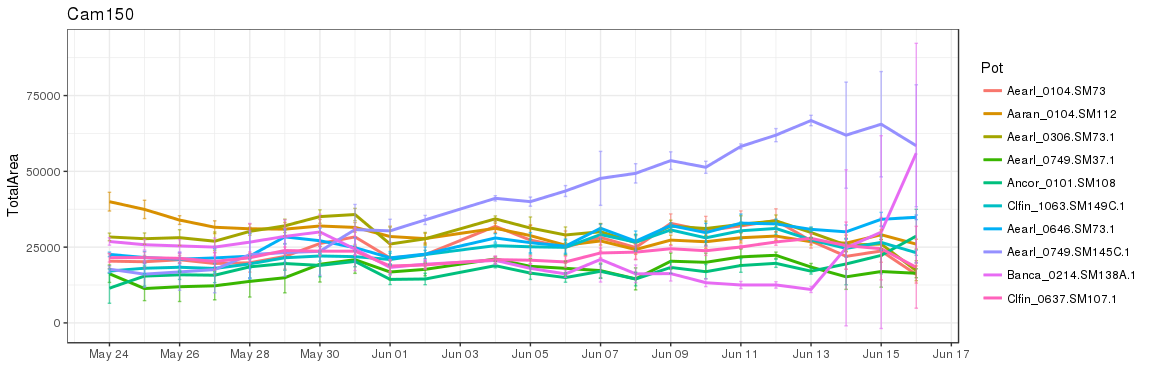 Cam150
TotalArea
75000
50000
25000
0
May 24 May 26 May 28 May 30 Jun 01 Jun 03 Jun 05 Jun 07 Jun 09 Jun 11 Jun 13 Jun 15 Jun 17
Pot
Aearl_0104.SM73
Aaran_0104.SM112
Aearl_0306.SM73.1
Aearl_0749.SM37.1
Ancor_0101.SM108
Clfin_1063.SM149C.1
Aearl_0646.SM73.1
Aearl_0749.SM145C.1
Banca_0214.SM138A.1
Clfin_0637.SM107.1